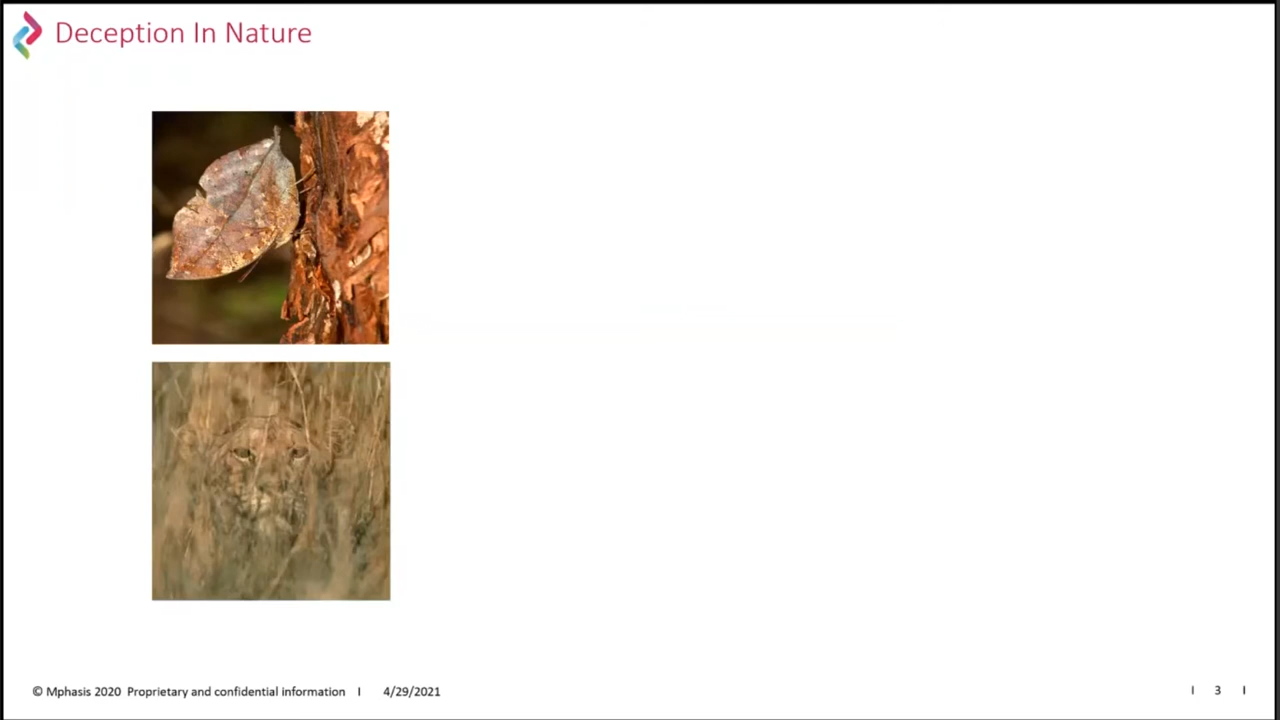 Deception In Nature
© Mphasis 2020 Proprietary and confidential information | 4/29/2021
| 3 |